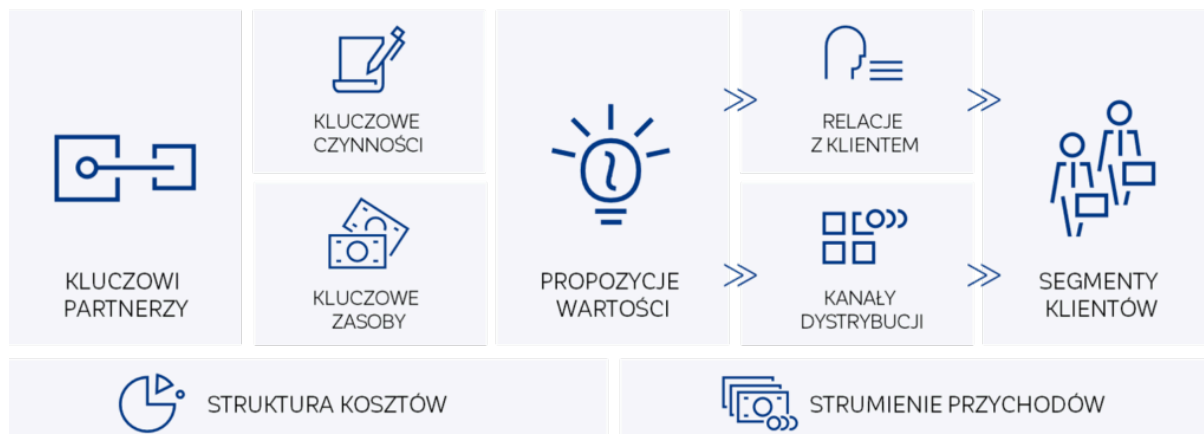 KLUCZOWI
PARTNERZY
KLUCZOWE
CZYNNOŚCI
KLUCZOWE
ZASOBY
PROPOZYCJE
WARTOŚCI
RELACJE
Z KLIENTEM
KANAŁY
DYSTRYBUCJI
SEGMENTY
KLIENTÓW
STRUKTURA KOSZTÓW
STRUMIENIE PRZYCHODÓW